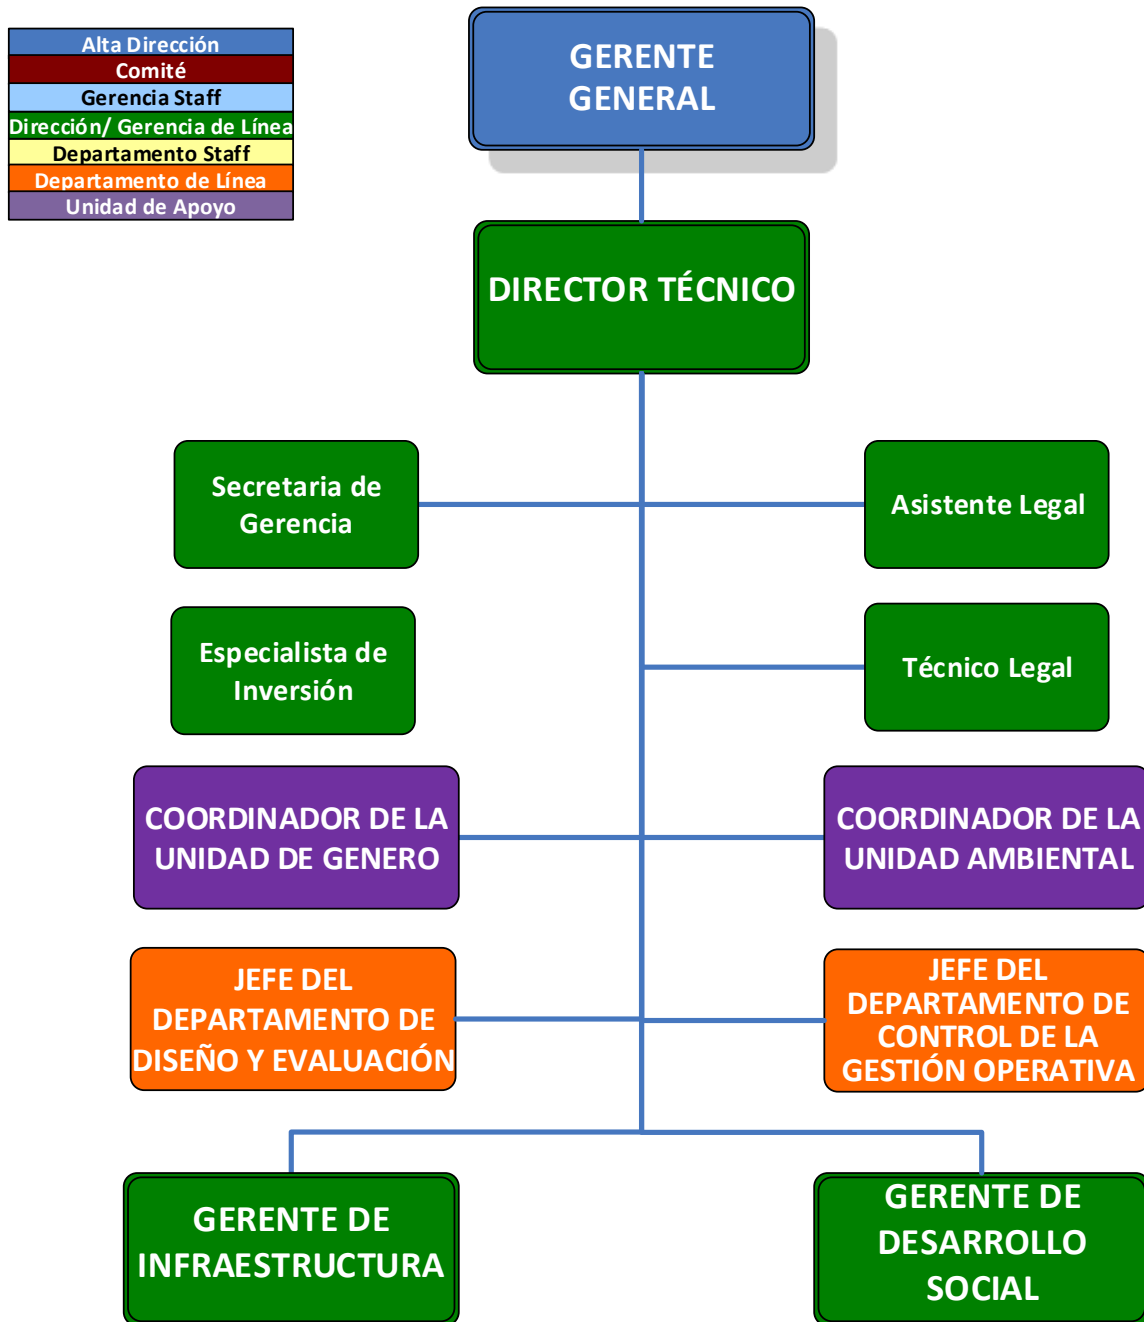 Alta Dirección
Comité
Gerencia Staff
Dirección/ Gerencia de Línea
Departamento Staff
Departamento de Línea
Unidad de Apoyo
GERENTE
GENERAL
DIRECTOR TÉCNICO
Secretaria de
Gerencia
Asistente Legal
Especialista de
Inversión
Técnico Legal
COORDINADOR DE LA
UNIDAD DE GENERO
COORDINADOR DE LA
UNIDAD AMBIENTAL
JEFE DEL
DEPARTAMENTO DE
DISEÑO Y EVALUACIÓN
JEFE DEL
DEPARTAMENTO DE
CONTROL DE LA
GESTIÓN OPERATIVA
GERENTE DE
INFRAESTRUCTURA
GERENTE DE
DESARROLLO
SOCIAL